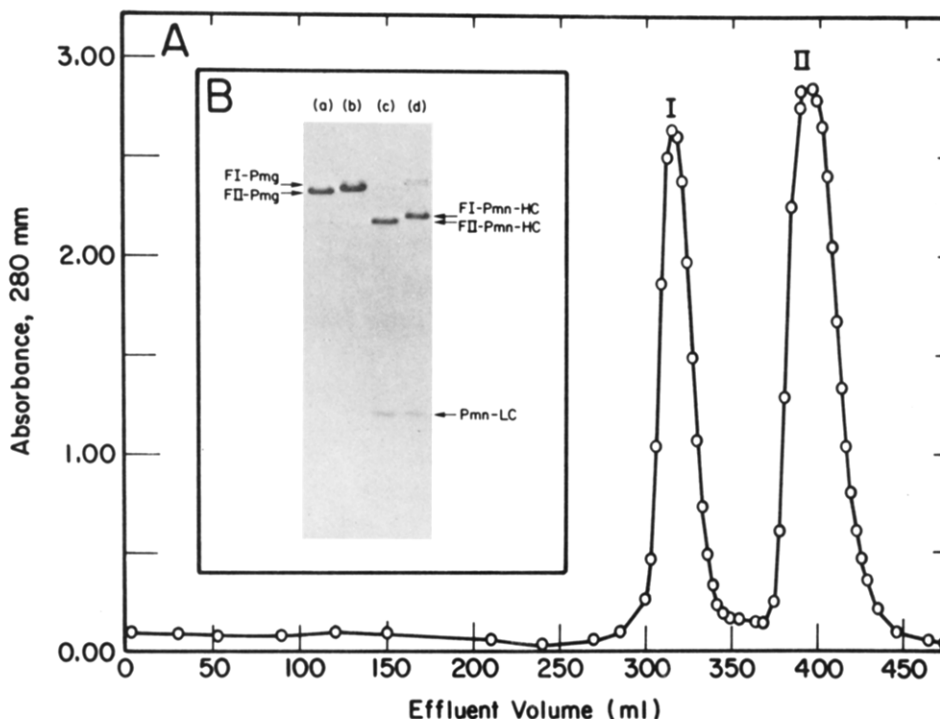 A
B
I
II
3.00
2.00
1.00
0.00
Absorbance, 280 mm
(a) (b) (c) (d)
FI-Pmg
FII-Pmg
FI-Pmn-HC
FII-Pmn-HC
Pmn-LC
0 50 100 150 200 250 300 350 400 450
Effluent Volume (ml)